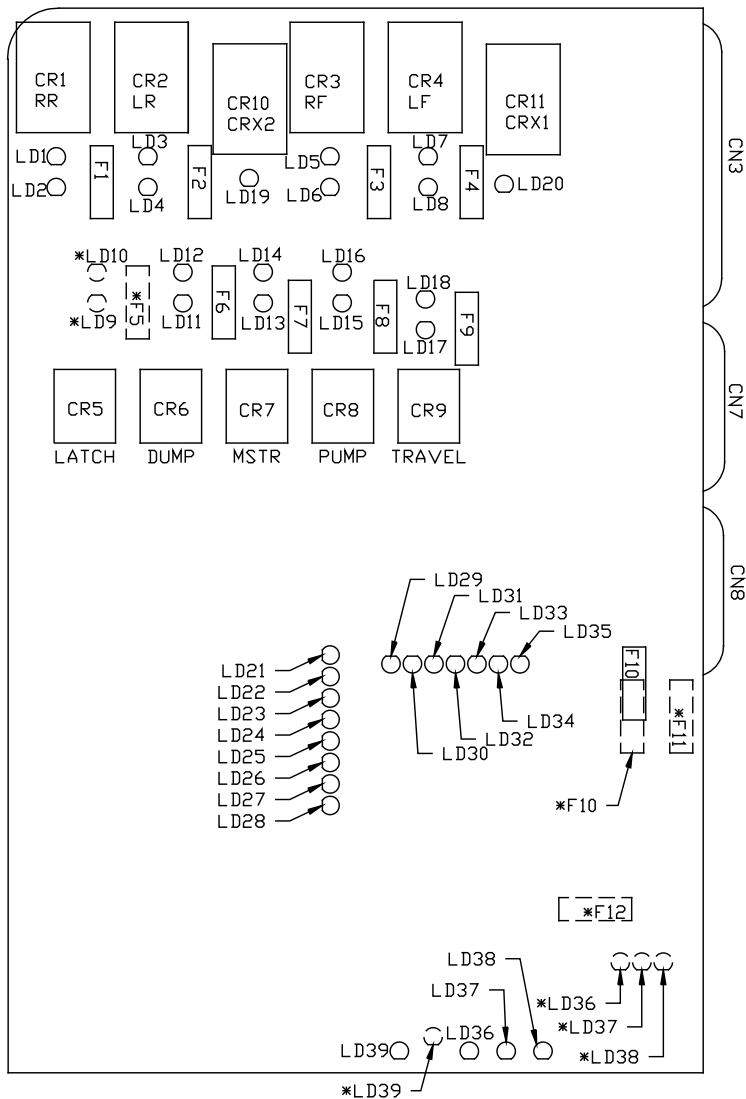 CR1
RR
CR2
LR
CR10
CRX2
CR3
RF
CR4
LF
CR11
CRX1
CN3
LD1
LD2
F1
LD3
LD4
F2
LD19
LD5
LD6
F3
LD7
LD8
F4
LD20
*LD10
*LD9
*F5
LD12
LD11
F6
LD14
LD13
F7
LD16
LD15
F8
LD18
LD17
F9
CN7
CR5
LATCH
CR6
DUMP
CR7
MSTR
CR8
PUMP
CR9
TRAVEL
CN8
LD29
LD31
LD33
LD35
LD21
LD22
LD23
LD24
LD25
LD26
LD27
LD28
LD34
LD32
LD30
F10
*F11
*F10
*F12
LD38
LD37
LD36
LD39
*LD39
*LD36
*LD37
*LD38